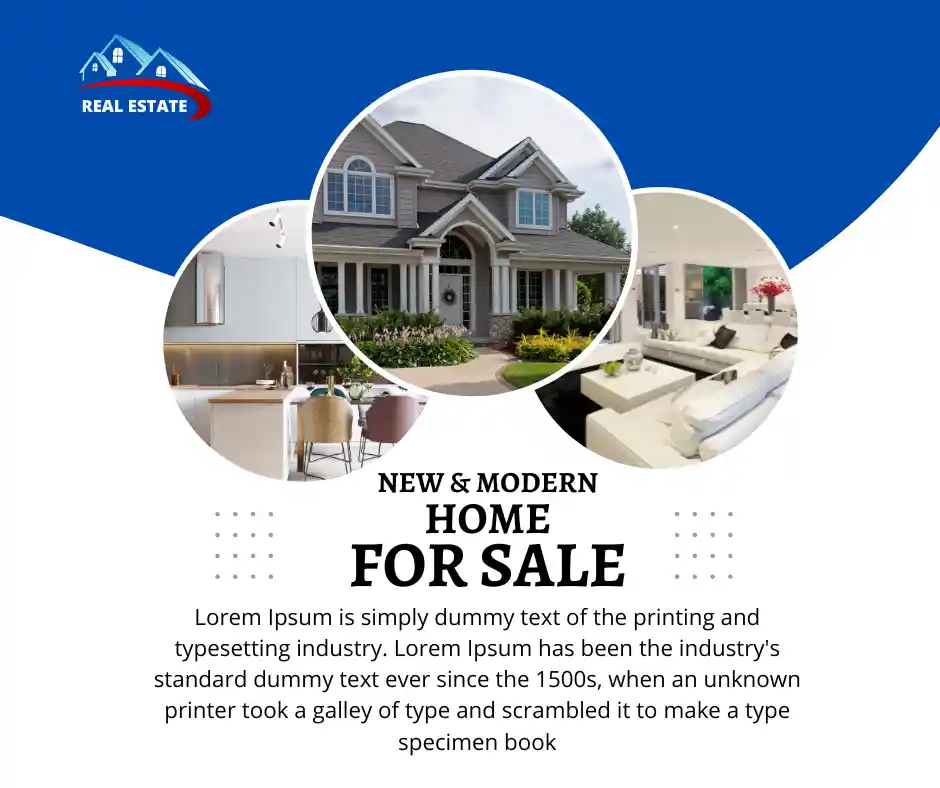 REAL ESTATE
NEW & MODERN
HOME
FOR SALE
Lorem Ipsum is simply dummy text of the printing and
typesetting industry. Lorem Ipsum has been the industry's
standard dummy text ever since the 1500s, when an unknown
printer took a galley of type and scrambled it to make a type
specimen book